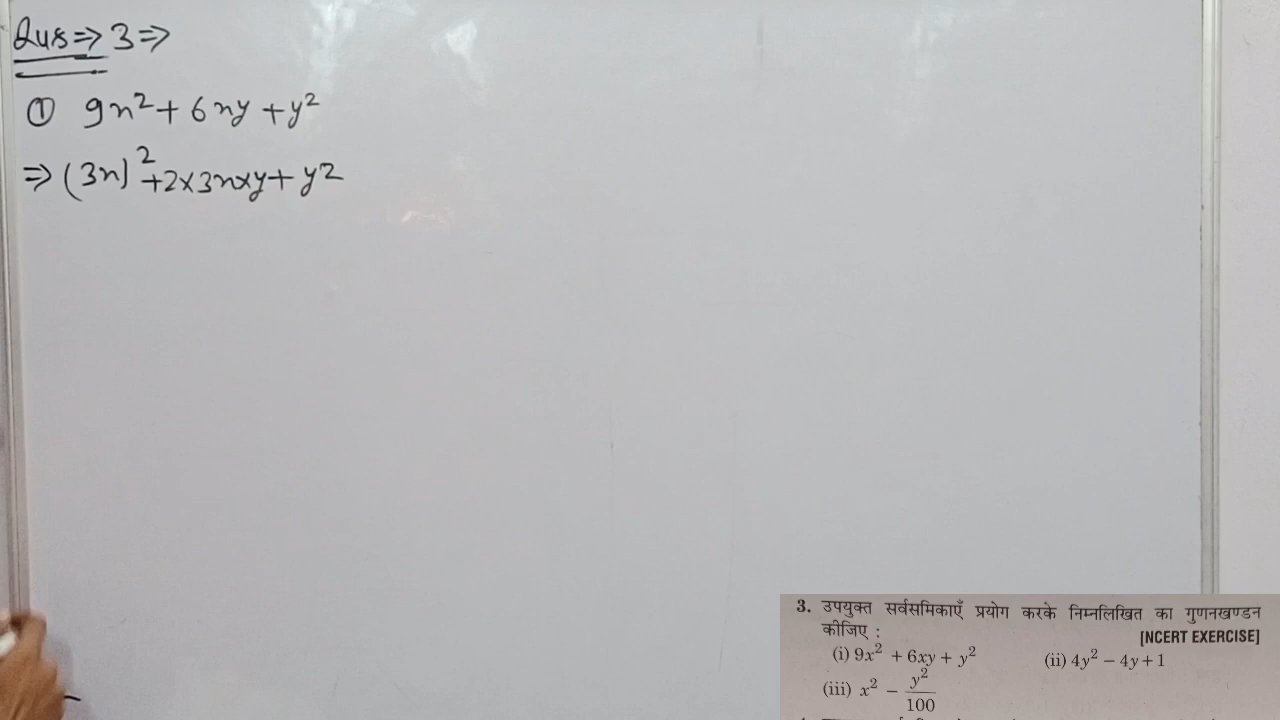 Qus => 3 =>
① 9x² + 6xy + y²
=> (3x)² + 2×3x×y + y²
3. उपयुक्त सर्वसमिकाएँ प्रयोग करके निम्नलिखित का गुणनखण्डन
कीजिए :
[NCERT EXERCISE]
(i) 9x² + 6xy + y² (ii) 4y² − 4y + 1
(iii) x² − y²/100